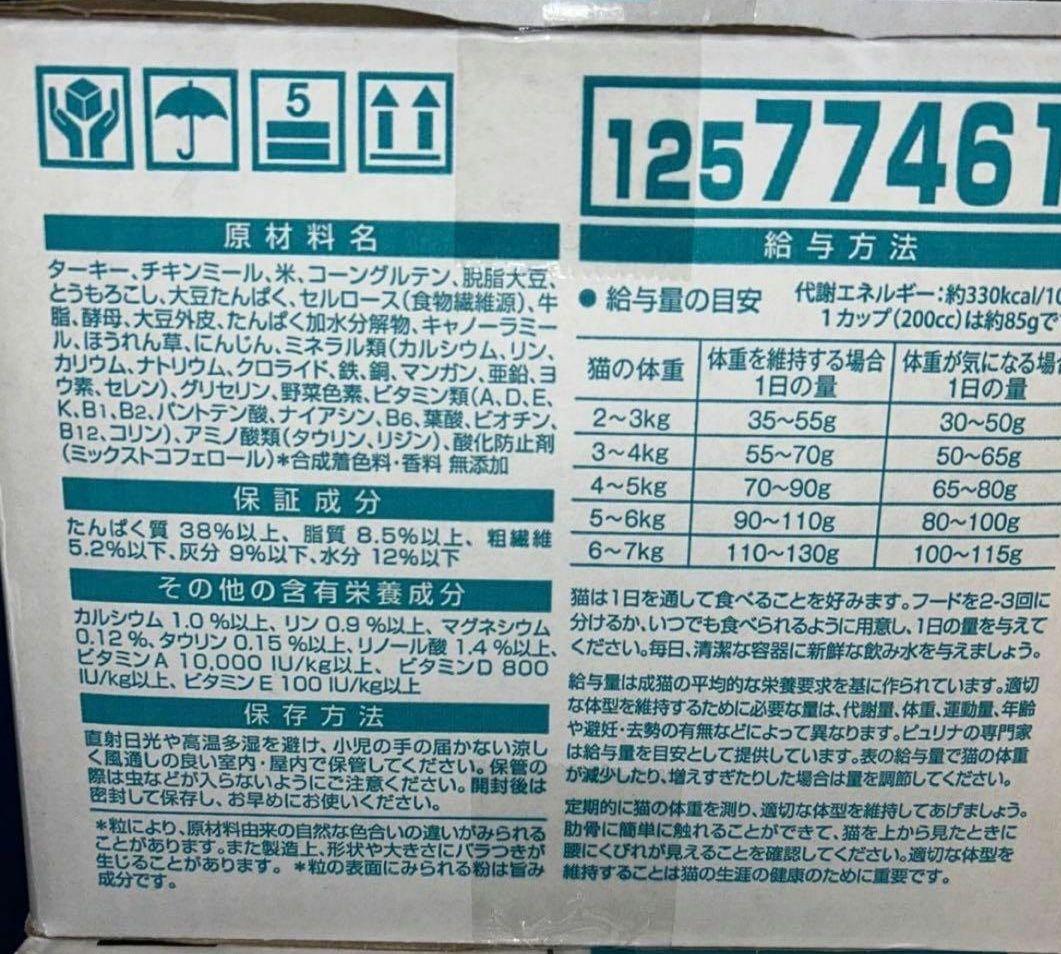 5
12577461
原材料名
ターキー、チキンミール、米、コーングルテン、脱脂大豆、
とうもろこし、大豆たんぱく、セルロース(食物繊維源)、牛
脂、酵母、大豆外皮、たんぱく加水分解物、キャノーラミー
ル、ほうれん草、にんじん、ミネラル類(カルシウム、リン、
カリウム、ナトリウム、クロライド、鉄、銅、マンガン、亜鉛、ヨ
ウ素、セレン)、グリセリン、野菜色素、ビタミン類(A、D、E、
K、B1、B2、パントテン酸、ナイアシン、B6、葉酸、ビオチン、
B12、コリン)、アミノ酸類(タウリン、リジン)、酸化防止剤
(ミックストコフェロール)*合成着色料・香料 無添加
保証成分
たんぱく質 38%以上、脂質 8.5%以上、粗繊維
5.2%以下、灰分 9%以下、水分 12%以下
その他の含有栄養成分
カルシウム 1.0%以上、リン 0.9%以上、マグネシウム
0.12%、タウリン 0.15%以上、リノール酸 1.4%以上、
ビタミンA 10,000 IU/kg以上、ビタミンD 800
IU/kg以上、ビタミンE 100 IU/kg以上
保存方法
直射日光や高温多湿を避け、小児の手の届かない涼し
く風通しの良い室内・屋内で保管してください。保管の
際は虫などが入らないようにご注意ください。開封後は
密封して保存し、お早めにお使いください。
*粒により、原材料由来の自然な色合いの違いがみられる
ことがあります。また製造上、形状や大きさにバラつきが
生じることがあります。 *粒の表面にみられる粉は旨み
成分です。
給与方法
● 給与量の目安
代謝エネルギー:約330kcal/10
1カップ(200cc)は約85gで
猫の体重 体重を維持する場合 体重が気になる場合
1日の量 1日の量
2~3kg 35~55g 30~50g
3~4kg 55~70g 50~65g
4~5kg 70~90g 65~80g
5~6kg 90~110g 80~100g
6~7kg 110~130g 100~115g
猫は1日を通して食べることを好みます。フードを2-3回に
分けるか、いつでも食べられるように用意し、1日の量を与えて
ください。毎日、清潔な容器に新鮮な飲み水を与えましょう。
給与量は成猫の平均的な栄養要求を基に作られています。適切
な体型を維持するために必要な量は、代謝量、体重、運動量、年齢
や避妊・去勢の有無などによって異なります。ピュリナの専門家
は給与量を目安として提供しています。表の給与量で猫の体重
が減少したり、増えすぎたりした場合は量を調節してください。
定期的に猫の体重を測り、適切な体型を維持してあげましょう。
肋骨に簡単に触れることができて、猫を上から見たときに
腰にくびれが見えることを確認してください。適切な体型を
維持することは猫の生涯の健康のために重要です。